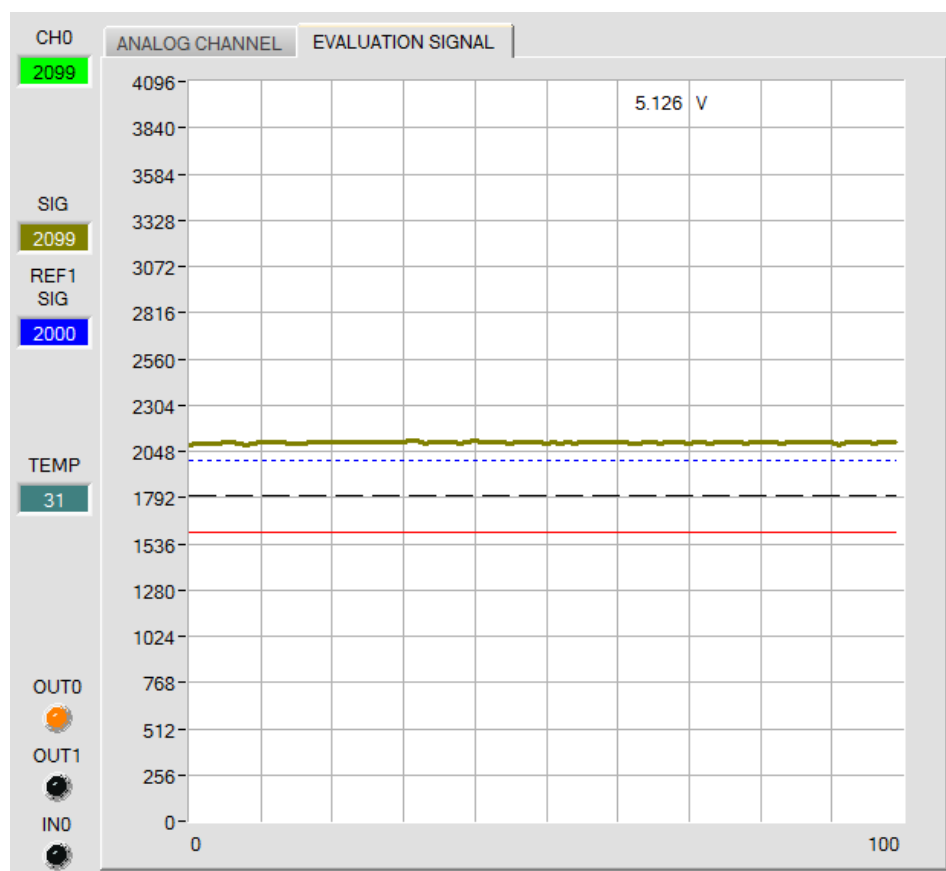 CH0
2099
SIG
2099
REF1
SIG
2000
TEMP
31
OUT0
OUT1
IN0
ANALOG CHANNEL
EVALUATION SIGNAL
5.126 V
4096
3840
3584
3328
3072
2816
2560
2304
2048
1792
1536
1280
1024
768
512
256
0
0 100